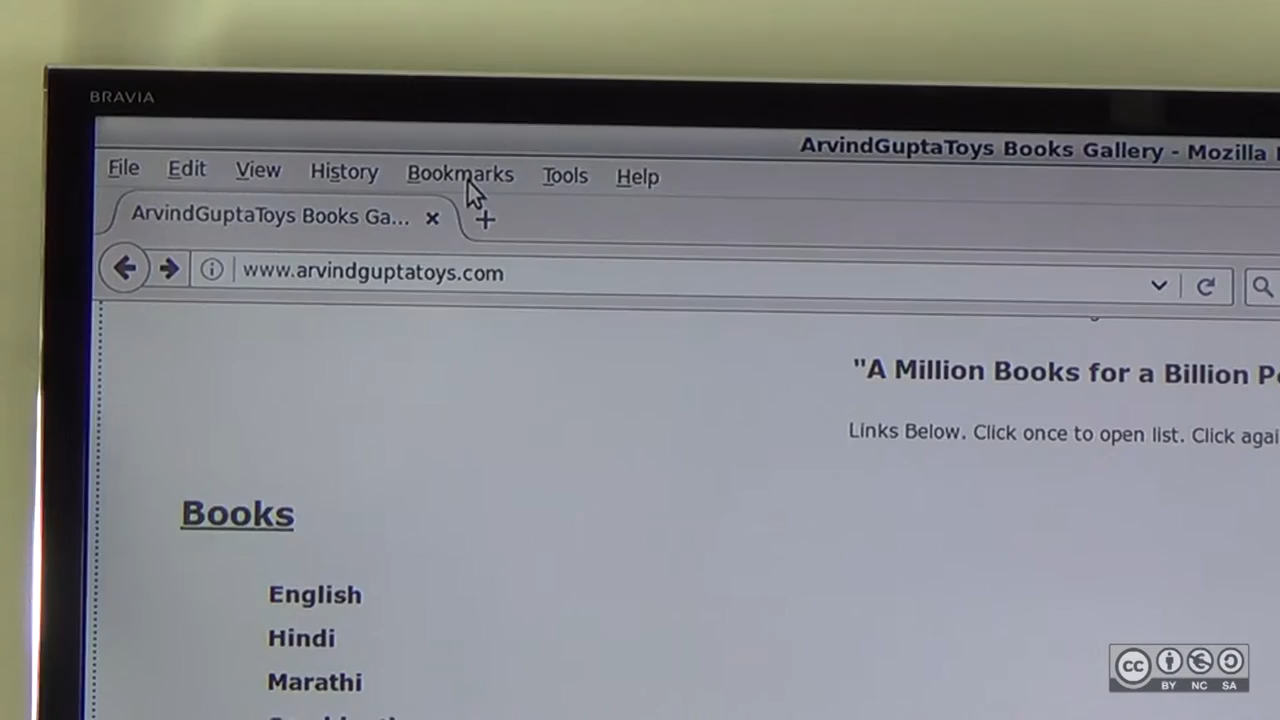 BRAVIA
ArvindGuptaToys Books Gallery - Mozilla
File Edit View History Bookmarks Tools Help
ArvindGuptaToys Books Ga...
www.arvindguptatoys.com
"A Million Books for a Billion
Links Below. Click once to open list. Click
Books
English
Hindi
Marathi
cc
BY NC SA